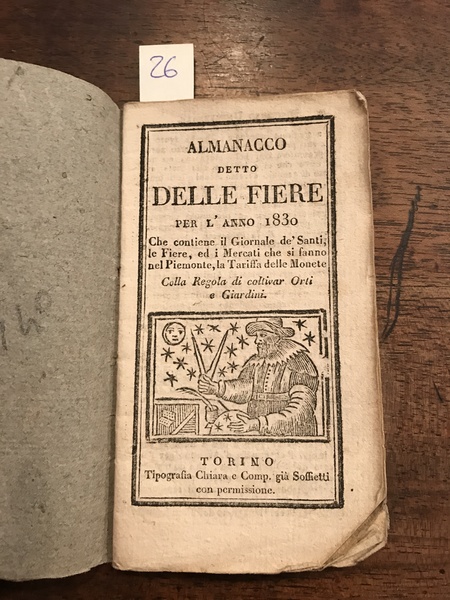 26
ALMANACCO
DETTO
DELLE FIERE
PER L'ANNO 1830
Che contiene il Giornale de' Santi,
le Fiere, ed i Mercati che si fanno
nel Piemonte, la Tariffa delle Monete
Colla Regola di coltivar Orti
e Giardini.
TORINO
Tipografia Chiara e Comp. già Soffietti
con permissione.